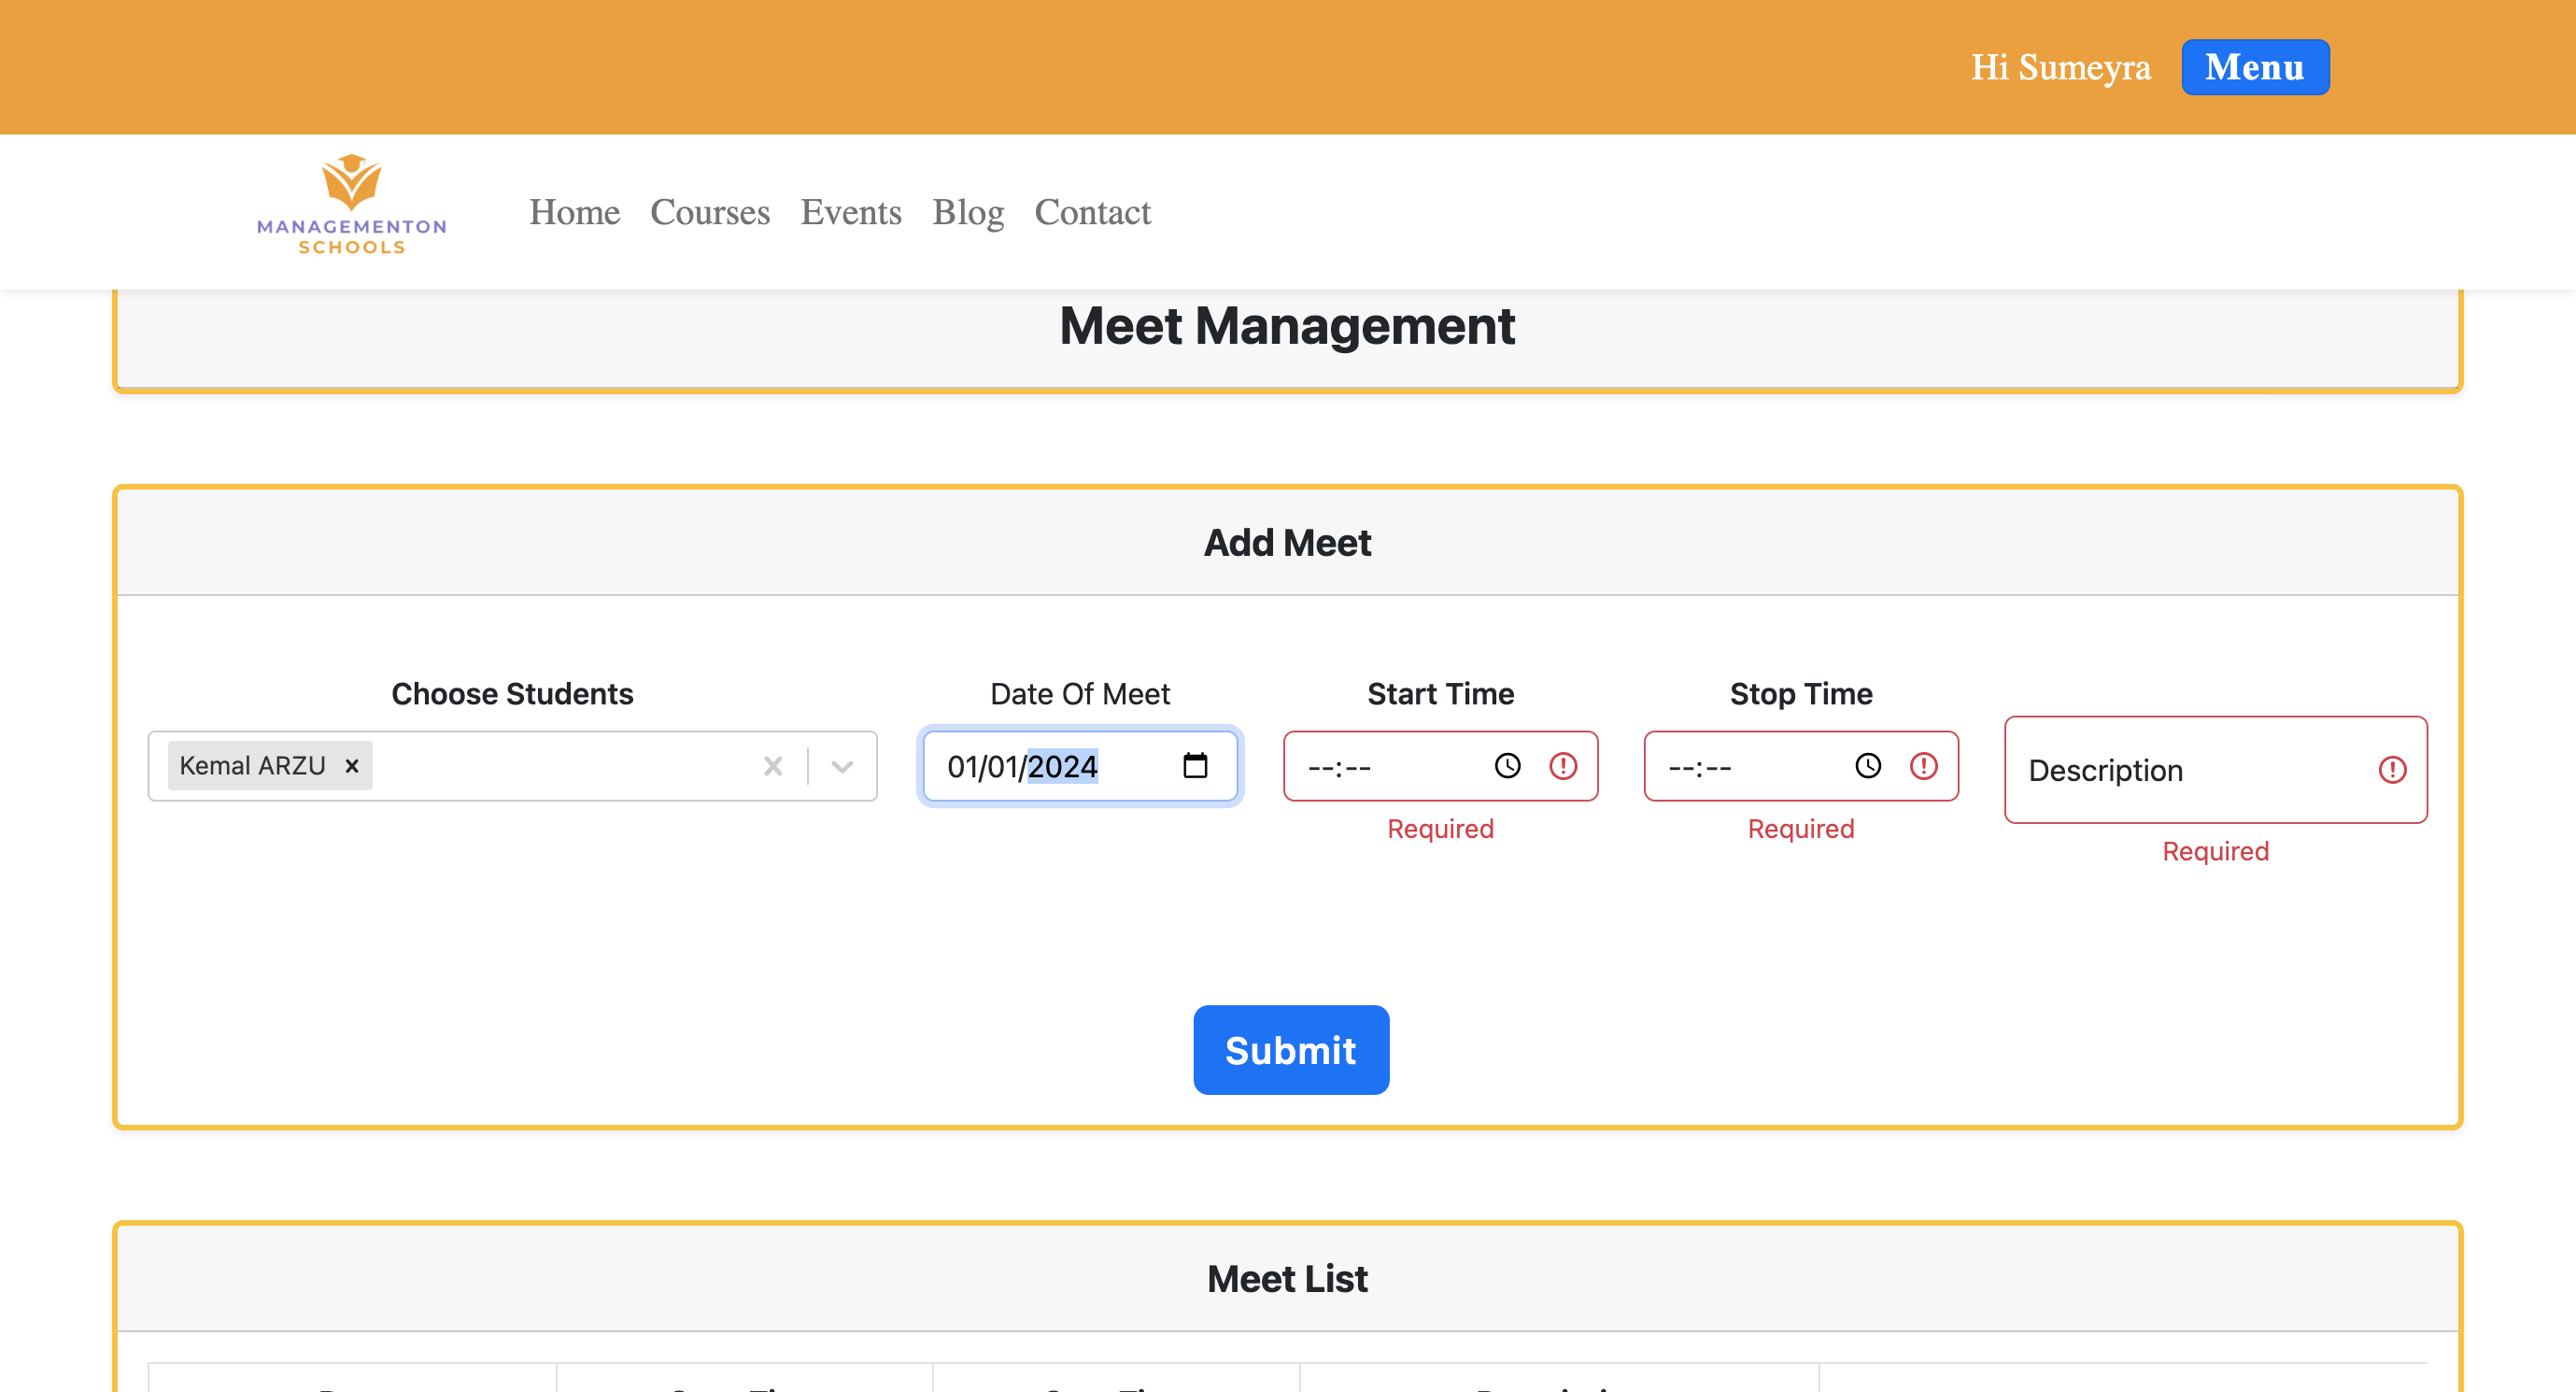 Hi Sumeyra Menu
MANAGEMENTON
SCHOOLS
Home Courses Events Blog Contact
Meet Management
Add Meet
Choose Students Date Of Meet Start Time Stop Time
Kemal ARZU 01/01/2024 --:-- --:-- Description
Required Required Required
Submit
Meet List